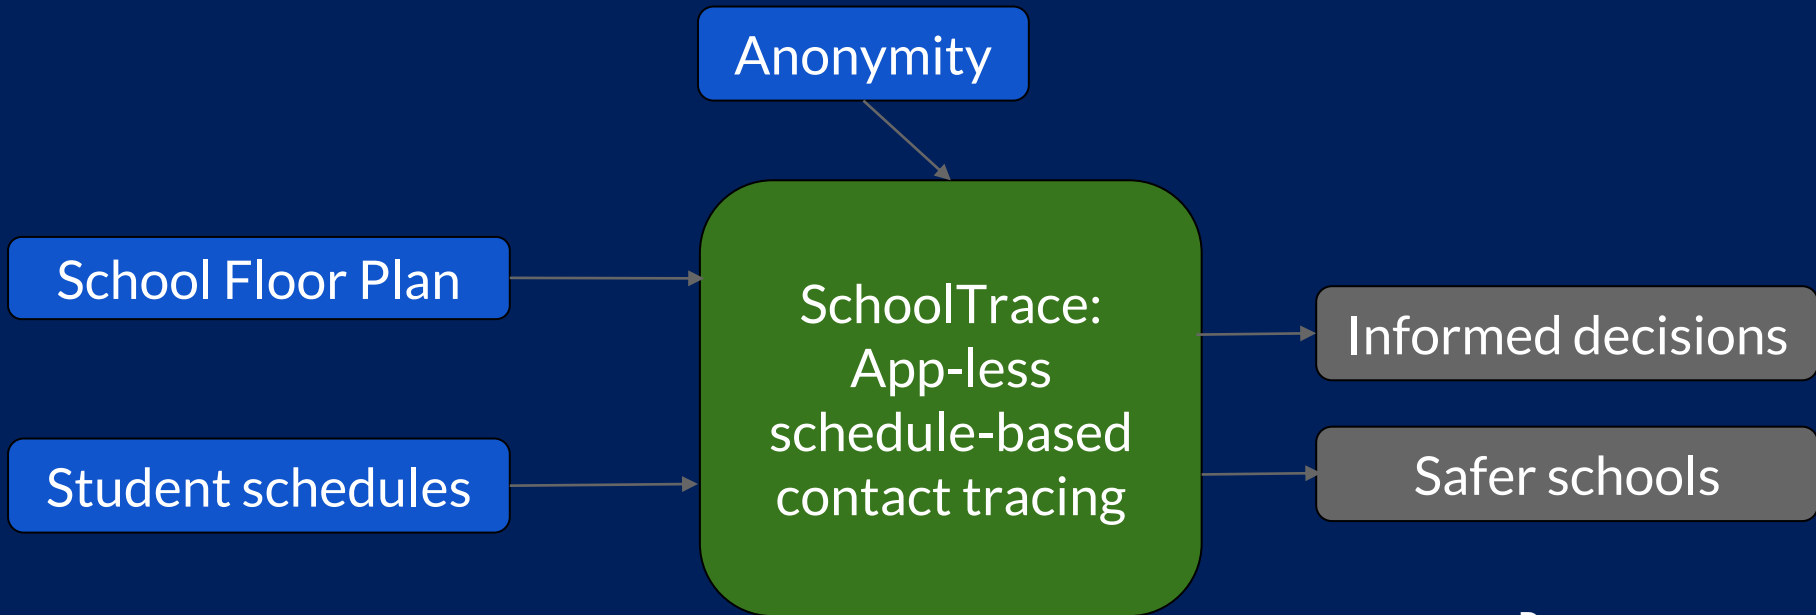 Anonymity
School Floor Plan
SchoolTrace:
App-less
schedule-based
contact tracing
Student schedules
Informed decisions
Safer schools